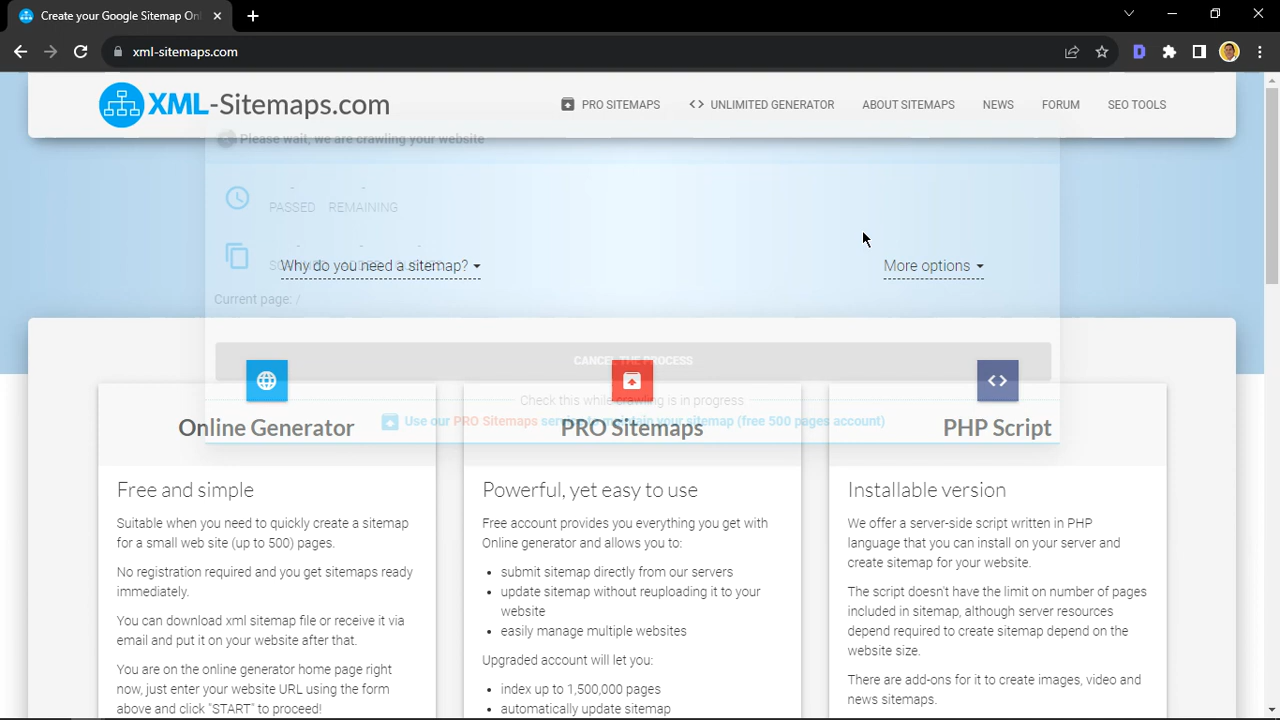 Create your Google Sitemap Onl
xml-sitemaps.com
XML-Sitemaps.com
PRO SITEMAPS
UNLIMITED GENERATOR
ABOUT SITEMAPS
NEWS
FORUM
SEO TOOLS
Please wait, we are crawling your website
- -
PASSED REMAINING
- - -
Why do you need a sitemap?
More options
Current page: /
CANCEL THE PROCESS
Check this while crawling is in progress
Use our PRO Sitemaps service to maintain your sitemap (free 500 pages account)
Online Generator
Free and simple
Suitable when you need to quickly create a sitemap
for a small web site (up to 500) pages.
No registration required and you get sitemaps ready
immediately.
You can download xml sitemap file or receive it via
email and put it on your website after that.
You are on the online generator home page right
now, just enter your website URL using the form
above and click "START" to proceed!
PRO Sitemaps
Powerful, yet easy to use
Free account provides you everything you get with
Online generator and allows you to:
• submit sitemap directly from our servers
• update sitemap without reuploading it to your
website
• easily manage multiple websites
Upgraded account will let you:
• index up to 1,500,000 pages
• automatically update sitemap
PHP Script
Installable version
We offer a server-side script written in PHP
language that you can install on your server and
create sitemap for your website.
The script doesn't have the limit on number of pages
included in sitemap, although server resources
depend required to create sitemap depend on the
website size.
There are add-ons for it to create images, video and
news sitemaps.